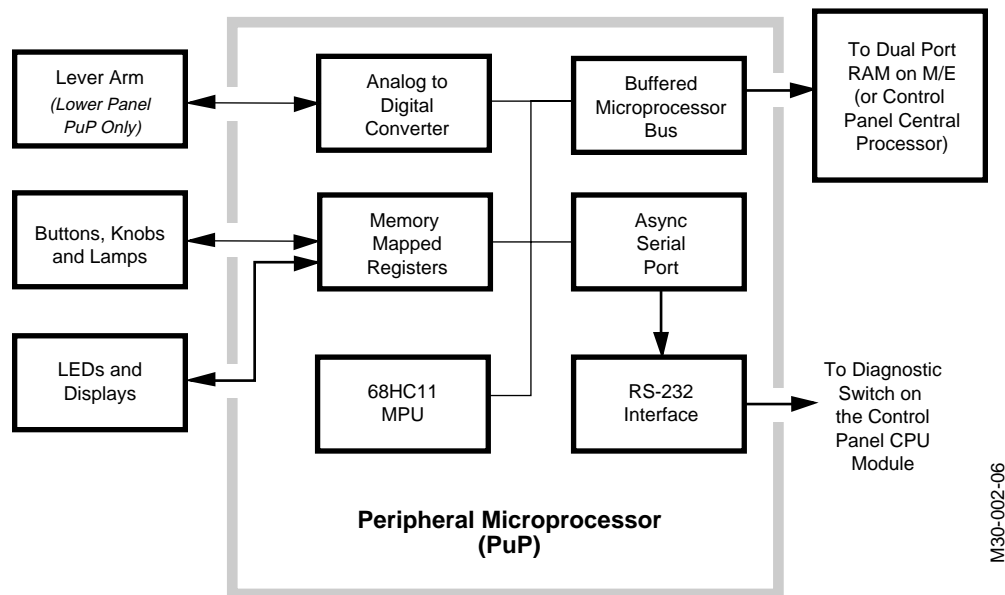 Lever Arm
(Lower Panel
PuP Only)
Analog to
Digital
Converter
Buffered
Microprocessor
Bus
To Dual Port
RAM on M/E
(or Control
Panel Central
Processor)
Buttons, Knobs
and Lamps
Memory
Mapped
Registers
Async
Serial
Port
LEDs and
Displays
68HC11
MPU
RS-232
Interface
To Diagnostic
Switch on
the Control
Panel CPU
Module
Peripheral Microprocessor
(PuP)
M30-002-06